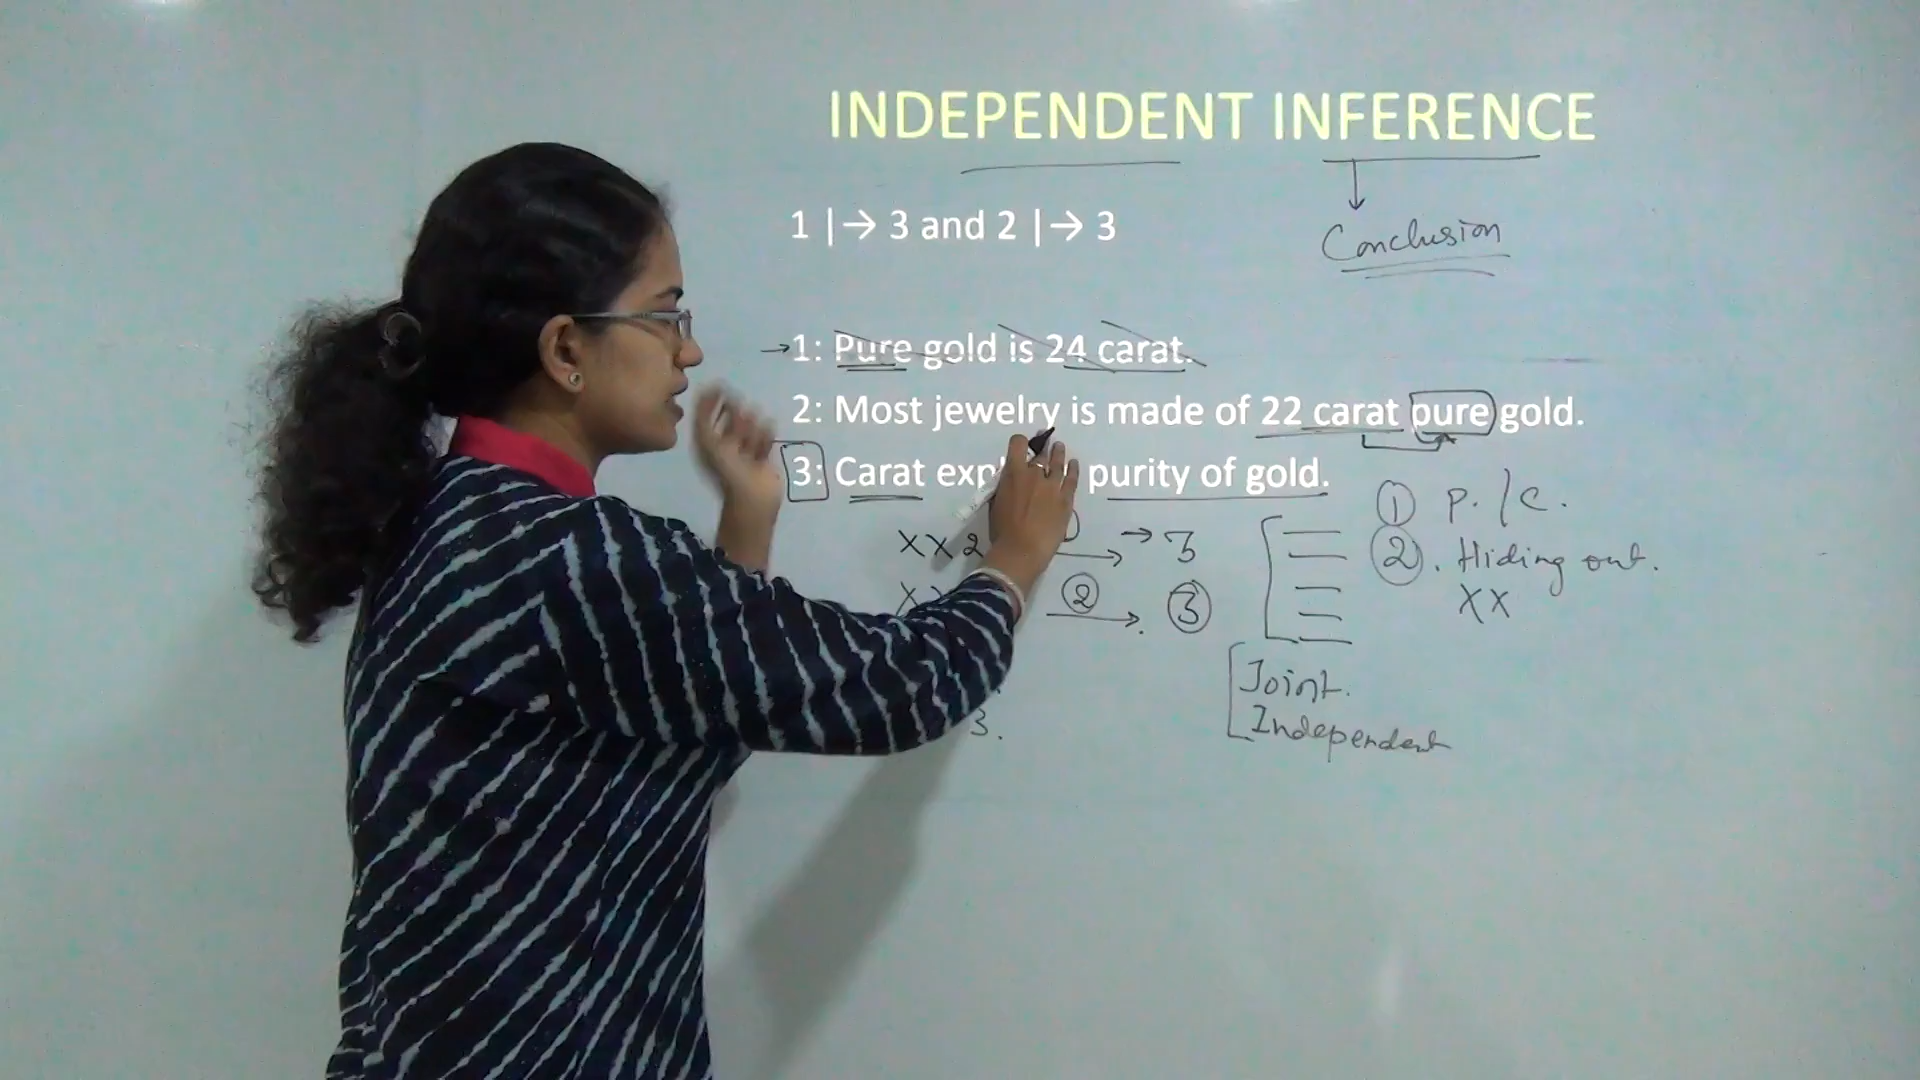 INDEPENDENT INFERENCE
1 |→ 3 and 2 |→ 3
Conclusion
→ 1: Pure gold is 24 carat.
2: Most jewelry is made of 22 carat pure gold.
3: Carat purity of gold.
① P. / C.
XX 2 → 3
②. Hiding out.
XX
② → ③
Joint.
3.
Independent